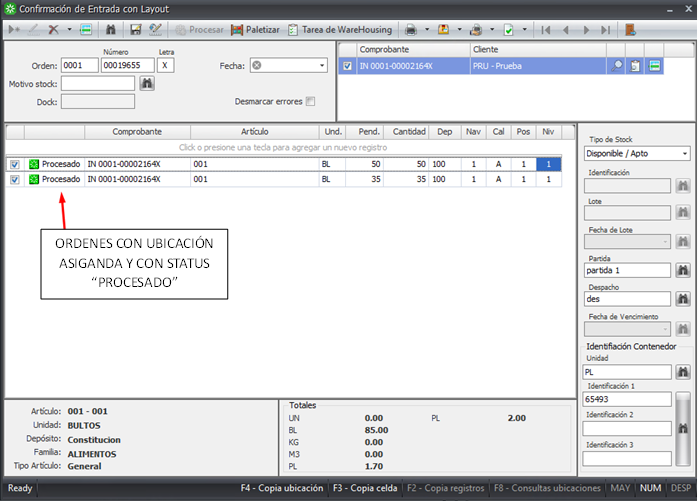 Confirmación de Entrada con Layout
Procesar Paletizar Tarea de WareHousing
Número Letra
Orden: 0001 00019655 X Fecha:
Motivo stock:
Dock: Desmarcar errores
Comprobante Cliente
IN 0001-00002164X PRU - Prueba
Comprobante Artículo Und. Pend. Cantidad Dep Nav Cal Pos Niv
Click o presione una tecla para agregar un nuevo registro
Procesado IN 0001-00002164X 001 BL 50 50 100 1 A 1 1
Procesado IN 0001-00002164X 001 BL 35 35 100 1 A 1 1
ORDENES CON UBICACIÓN
ASIGANDA Y CON STATUS
“PROCESADO”
Tipo de Stock
Disponible / Apto
Identificación
Lote
Fecha de Lote
Partida
partida 1
Despacho
des
Fecha de Vencimiento
Identifiación Contenedor
Unidad
PL
Identificación 1
65493
Identificación 2
Identificación 3
Artículo: 001 - 001
Unidad: BULTOS
Depósito: Constitucion
Familia: ALIMENTOS
Tipo Artículo: General
Totales
UN 0.00 PL 2.00
BL 85.00
KG 0.00
M3 0.00
PL 1.70
Ready F4 - Copia ubicación F3 - Copia celda F2 - Copia registros F8 - Consultas ubicaciones MAY NUM DESP